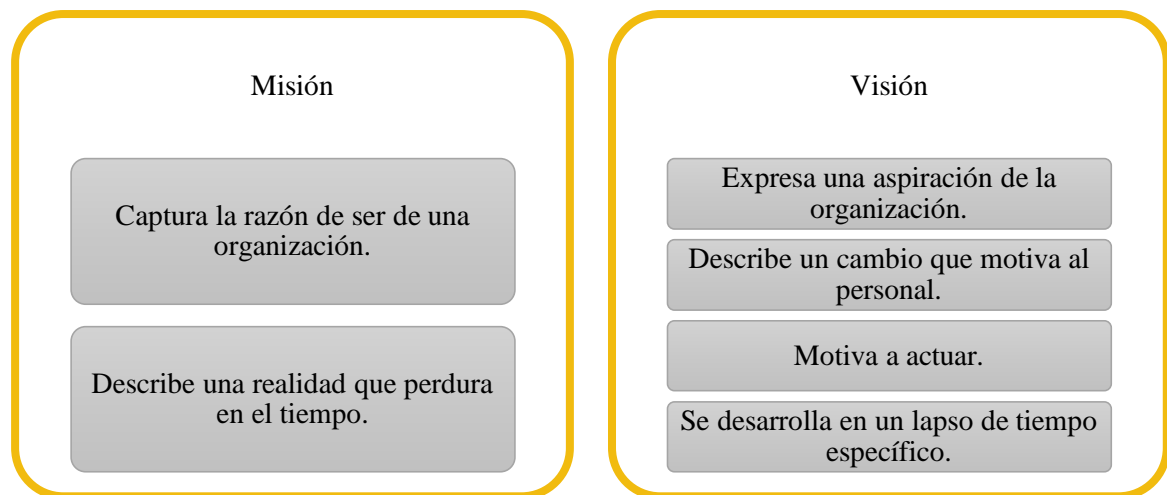 Misión
Captura la razón de ser de una
organización.
Describe una realidad que perdura
en el tiempo.
Visión
Expresa una aspiración de la
organización.
Describe un cambio que motiva al
personal.
Motiva a actuar.
Se desarrolla en un lapso de tiempo
específico.